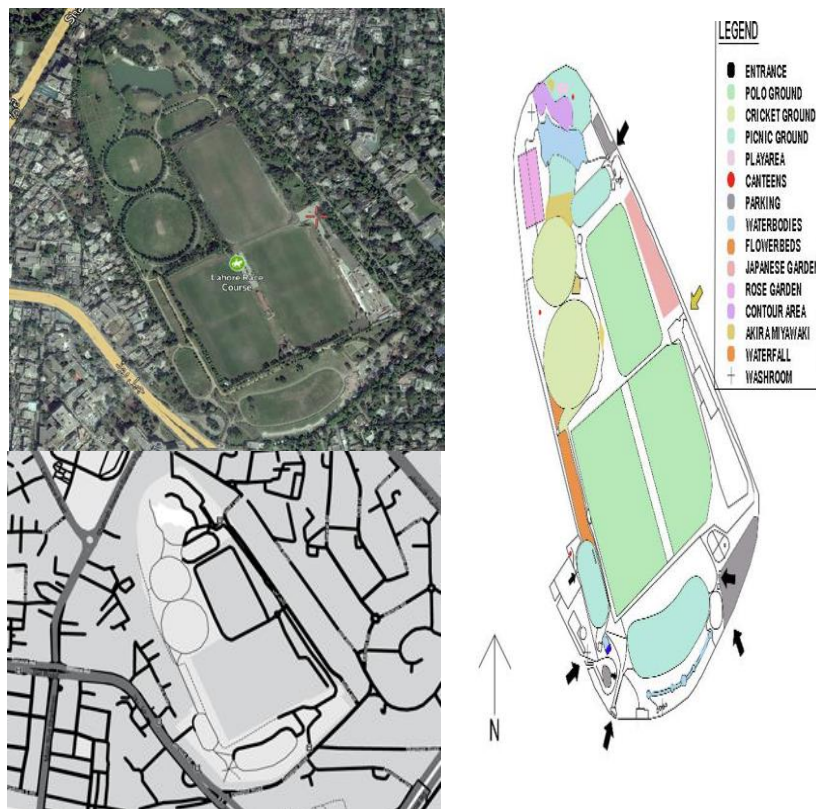 Lahore Race
Course
LEGEND
ENTRANCE
POLO GROUND
CRICKET GROUND
PICNIC GROUND
PLAYAREA
CANTEENS
PARKING
WATERBODIES
FLOWERBEDS
JAPANESE GARDEN
ROSE GARDEN
CONTOUR AREA
AKIRA MIYAWAKI
WATERFALL
WASHROOM
N